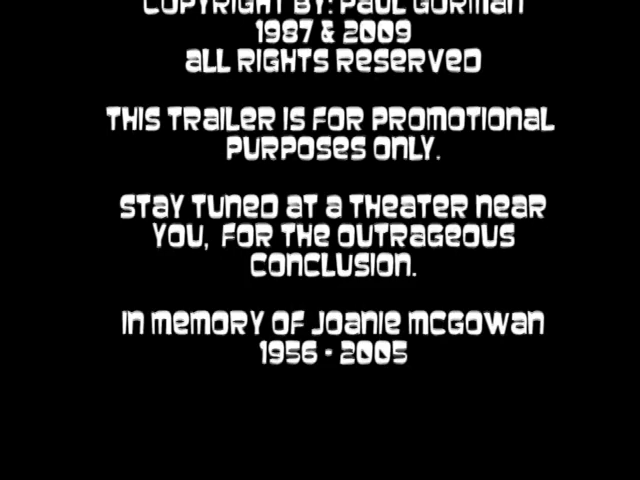 COPYRIGHT BY: PAUL GORMAN
1987 & 2009
ALL RIGHTS RESERVED
THIS TRAILER IS FOR PROMOTIONAL
PURPOSES ONLY.
STAY TUNED AT A THEATER NEAR
YOU, FOR THE OUTRAGEOUS
CONCLUSION.
IN MEMORY OF JOANIE MCGOWAN
1956 - 2005